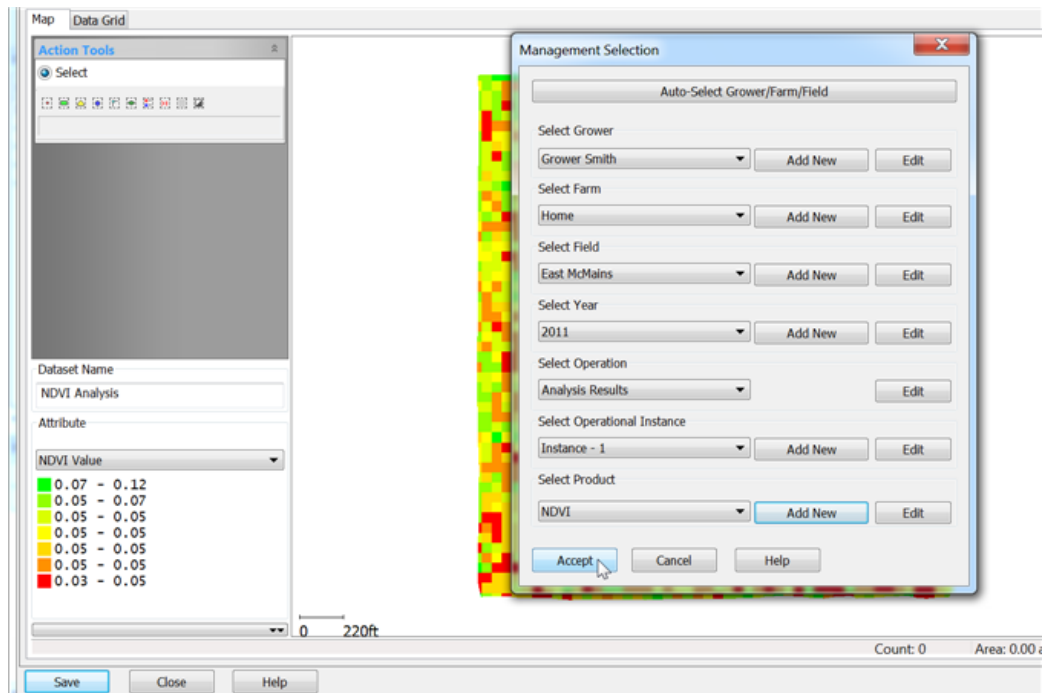 Map Data Grid
Action Tools
Select
Dataset Name
NDVI Analysis
Attribute
NDVI Value
0.07 - 0.12
0.05 - 0.07
0.05 - 0.05
0.05 - 0.05
0.05 - 0.05
0.05 - 0.05
0.03 - 0.05
0 220ft
Management Selection
Auto-Select Grower/Farm/Field
Select Grower
Grower Smith Add New Edit
Select Farm
Home Add New Edit
Select Field
East McMains Add New Edit
Select Year
2011 Add New Edit
Select Operation
Analysis Results Edit
Select Operational Instance
Instance - 1 Add New Edit
Select Product
NDVI Add New Edit
Accept Cancel Help
Count: 0 Area: 0.00 a
Save Close Help